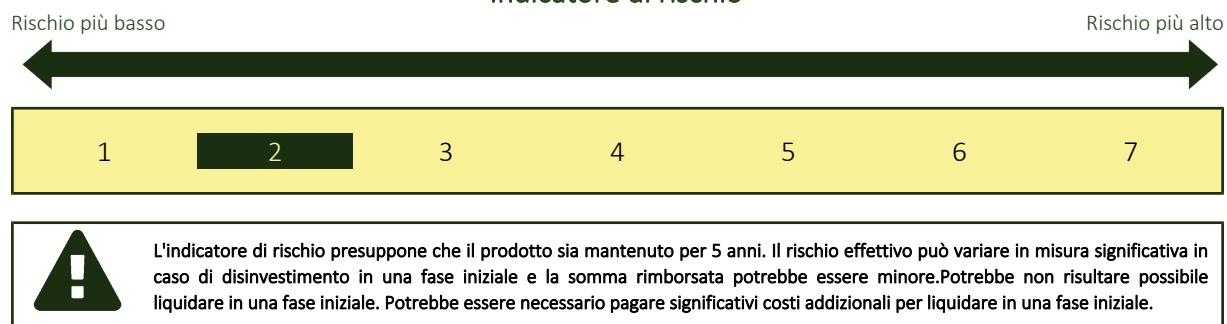 Indicatore di rischio
Rischio più basso Rischio più alto
1 2 3 4 5 6 7
L'indicatore di rischio presuppone che il prodotto sia mantenuto per 5 anni. Il rischio effettivo può variare in misura significativa in
caso di disinvestimento in una fase iniziale e la somma rimborsata potrebbe essere minore.Potrebbe non risultare possibile
liquidare in una fase iniziale. Potrebbe essere necessario pagare significativi costi addizionali per liquidare in una fase iniziale.